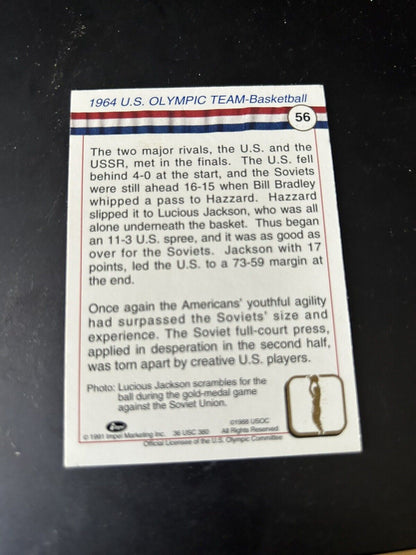 1964 U.S. OLYMPIC TEAM-Basketball
56
The two major rivals, the U.S. and the
USSR, met in the finals. The U.S. fell
behind 4-0 at the start, and the Soviets
were still ahead 16-15 when Bill Bradley
whipped a pass to Hazzard. Hazzard
slipped it to Lucious Jackson, who was all
alone underneath the basket. Thus began
an 11-3 U.S. spree, and it was as good as
over for the Soviets. Jackson with 17
points, led the U.S. to a 73-59 margin at
the end.
Once again the Americans' youthful agility
had surpassed the Soviets' size and
experience. The Soviet full-court press,
applied in desperation in the second half,
was torn apart by creative U.S. players.
Photo: Lucious Jackson scrambles for the
ball during the gold-medal game
against the Soviet Union.
©1988 USOC
© 1991 Impel Marketing Inc. 36 USC 380 All Rights Reserved
Official Licensee of the U.S. Olympic Committee